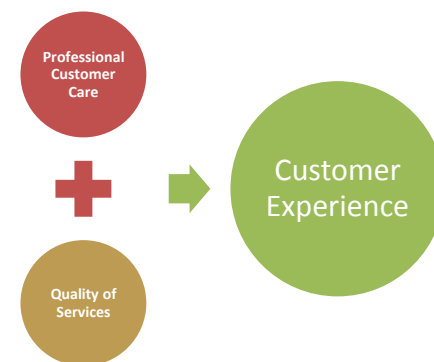 Professional
Customer
Care
Customer
Experience
Quality of
Services